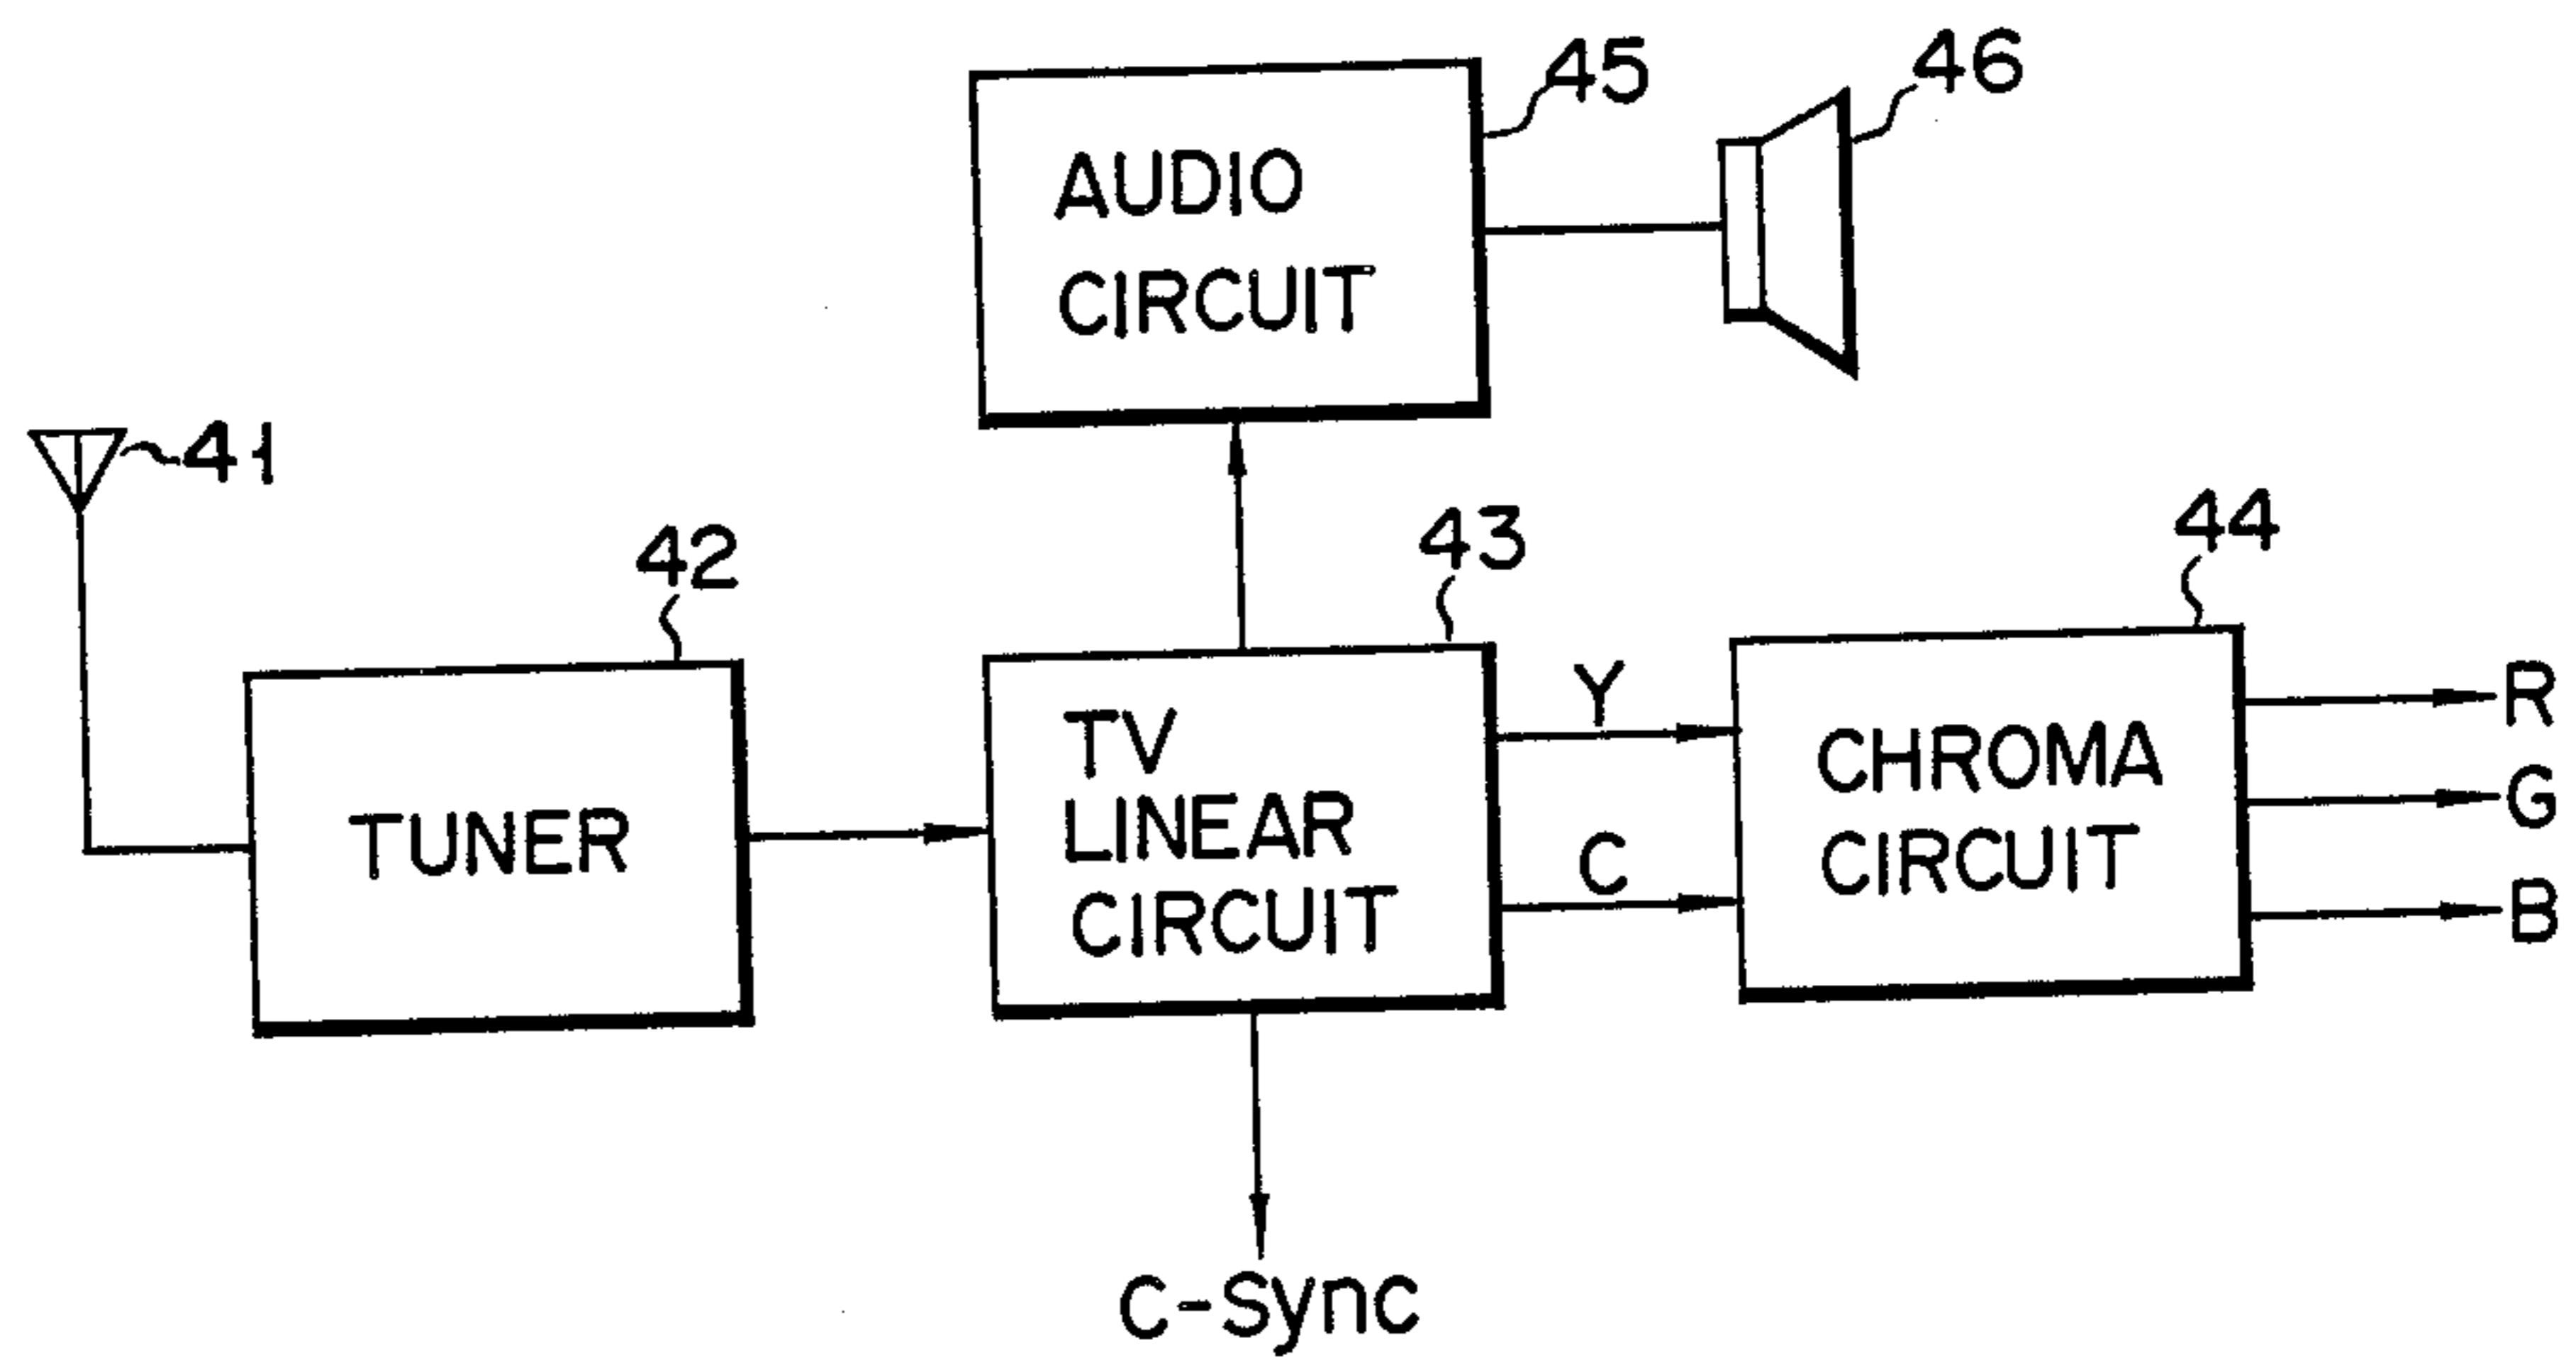 45
46
AUDIO
CIRCUIT
41
42
43
44
TUNER
TV
LINEAR
CIRCUIT
Y
C
CHROMA
CIRCUIT
R
G
B
C-Sync